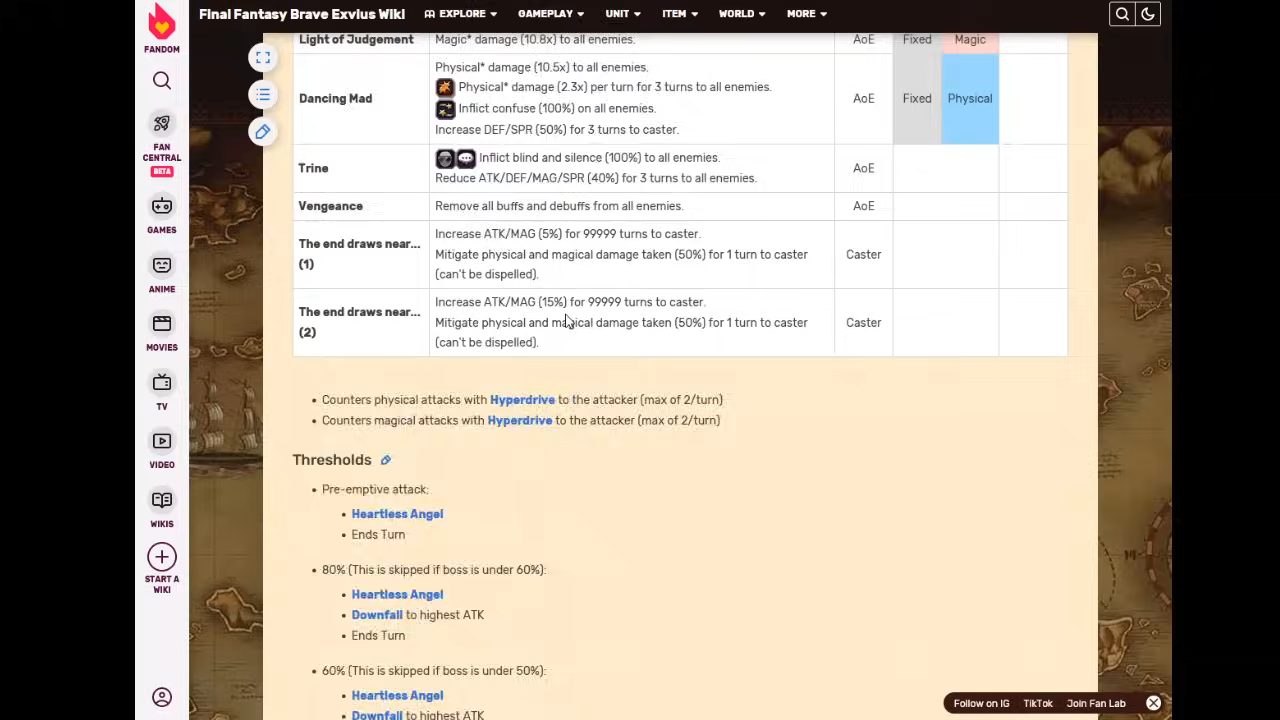 Final Fantasy Brave Exvius Wiki
EXPLORE
GAMEPLAY
UNIT
ITEM
WORLD
MORE
FANDOM
FAN CENTRAL
BETA
GAMES
ANIME
MOVIES
TV
VIDEO
WIKIS
START A WIKI
Light of Judgement
Magic* damage (10.8x) to all enemies.
AoE
Fixed
Magic
Dancing Mad
Physical* damage (10.5x) to all enemies.
Physical* damage (2.3x) per turn for 3 turns to all enemies.
Inflict confuse (100%) on all enemies.
Increase DEF/SPR (50%) for 3 turns to caster.
AoE
Fixed
Physical
Trine
Inflict blind and silence (100%) to all enemies.
Reduce ATK/DEF/MAG/SPR (40%) for 3 turns to all enemies.
AoE
Vengeance
Remove all buffs and debuffs from all enemies.
AoE
The end draws near...
(1)
Increase ATK/MAG (5%) for 99999 turns to caster.
Mitigate physical and magical damage taken (50%) for 1 turn to caster
(can't be dispelled).
Caster
The end draws near...
(2)
Increase ATK/MAG (15%) for 99999 turns to caster.
Mitigate physical and magical damage taken (50%) for 1 turn to caster
(can't be dispelled).
Caster
• Counters physical attacks with Hyperdrive to the attacker (max of 2/turn)
• Counters magical attacks with Hyperdrive to the attacker (max of 2/turn)
Thresholds
• Pre-emptive attack:
• Heartless Angel
• Ends Turn
• 80% (This is skipped if boss is under 60%):
• Heartless Angel
• Downfall to highest ATK
• Ends Turn
• 60% (This is skipped if boss is under 50%):
• Heartless Angel
• Downfall to highest ATK
Follow on IG
TikTok
Join Fan Lab